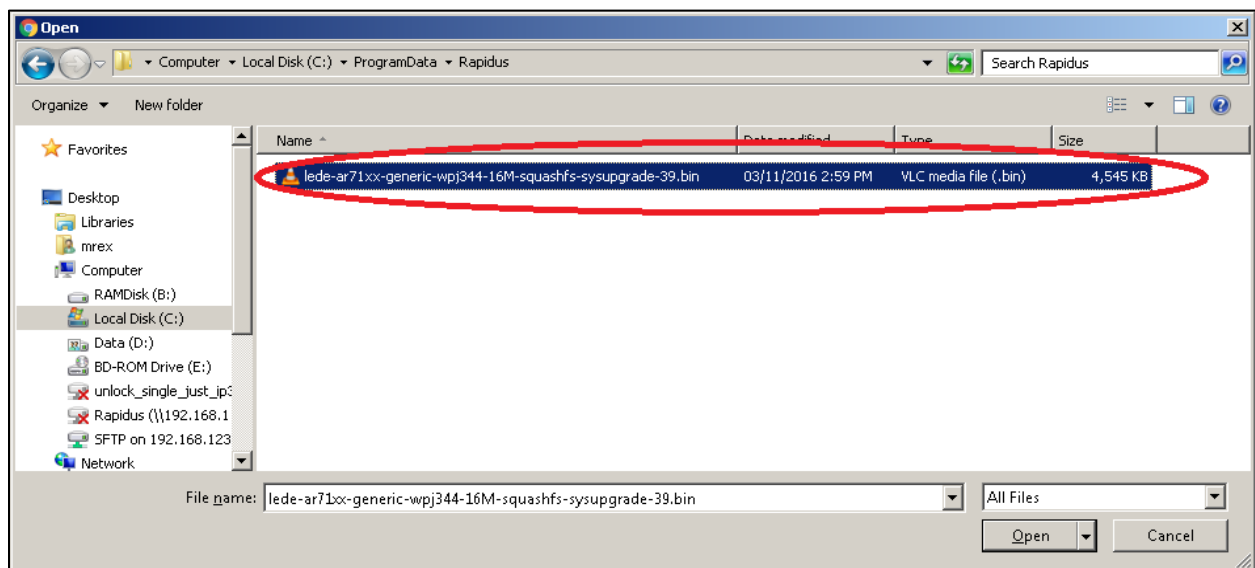 Open
Computer Local Disk (C:) ProgramData Rapidus Search Rapidus
Organize New folder
Name Date modified Type Size
Favorites
lede-ar71xx-generic-wpj344-16M-squashfs-sysupgrade-39.bin 03/11/2016 2:59 PM VLC media file (.bin) 4,545 KB
Desktop
Libraries
mrex
Computer
RAMDisk (B:)
Local Disk (C:)
Data (D:)
BD-ROM Drive (E:)
unlock_single_just_ip3
Rapidus (\\192.168.1
SFTP on 192.168.123
Network
File name: lede-ar71xx-generic-wpj344-16M-squashfs-sysupgrade-39.bin All Files
Open Cancel